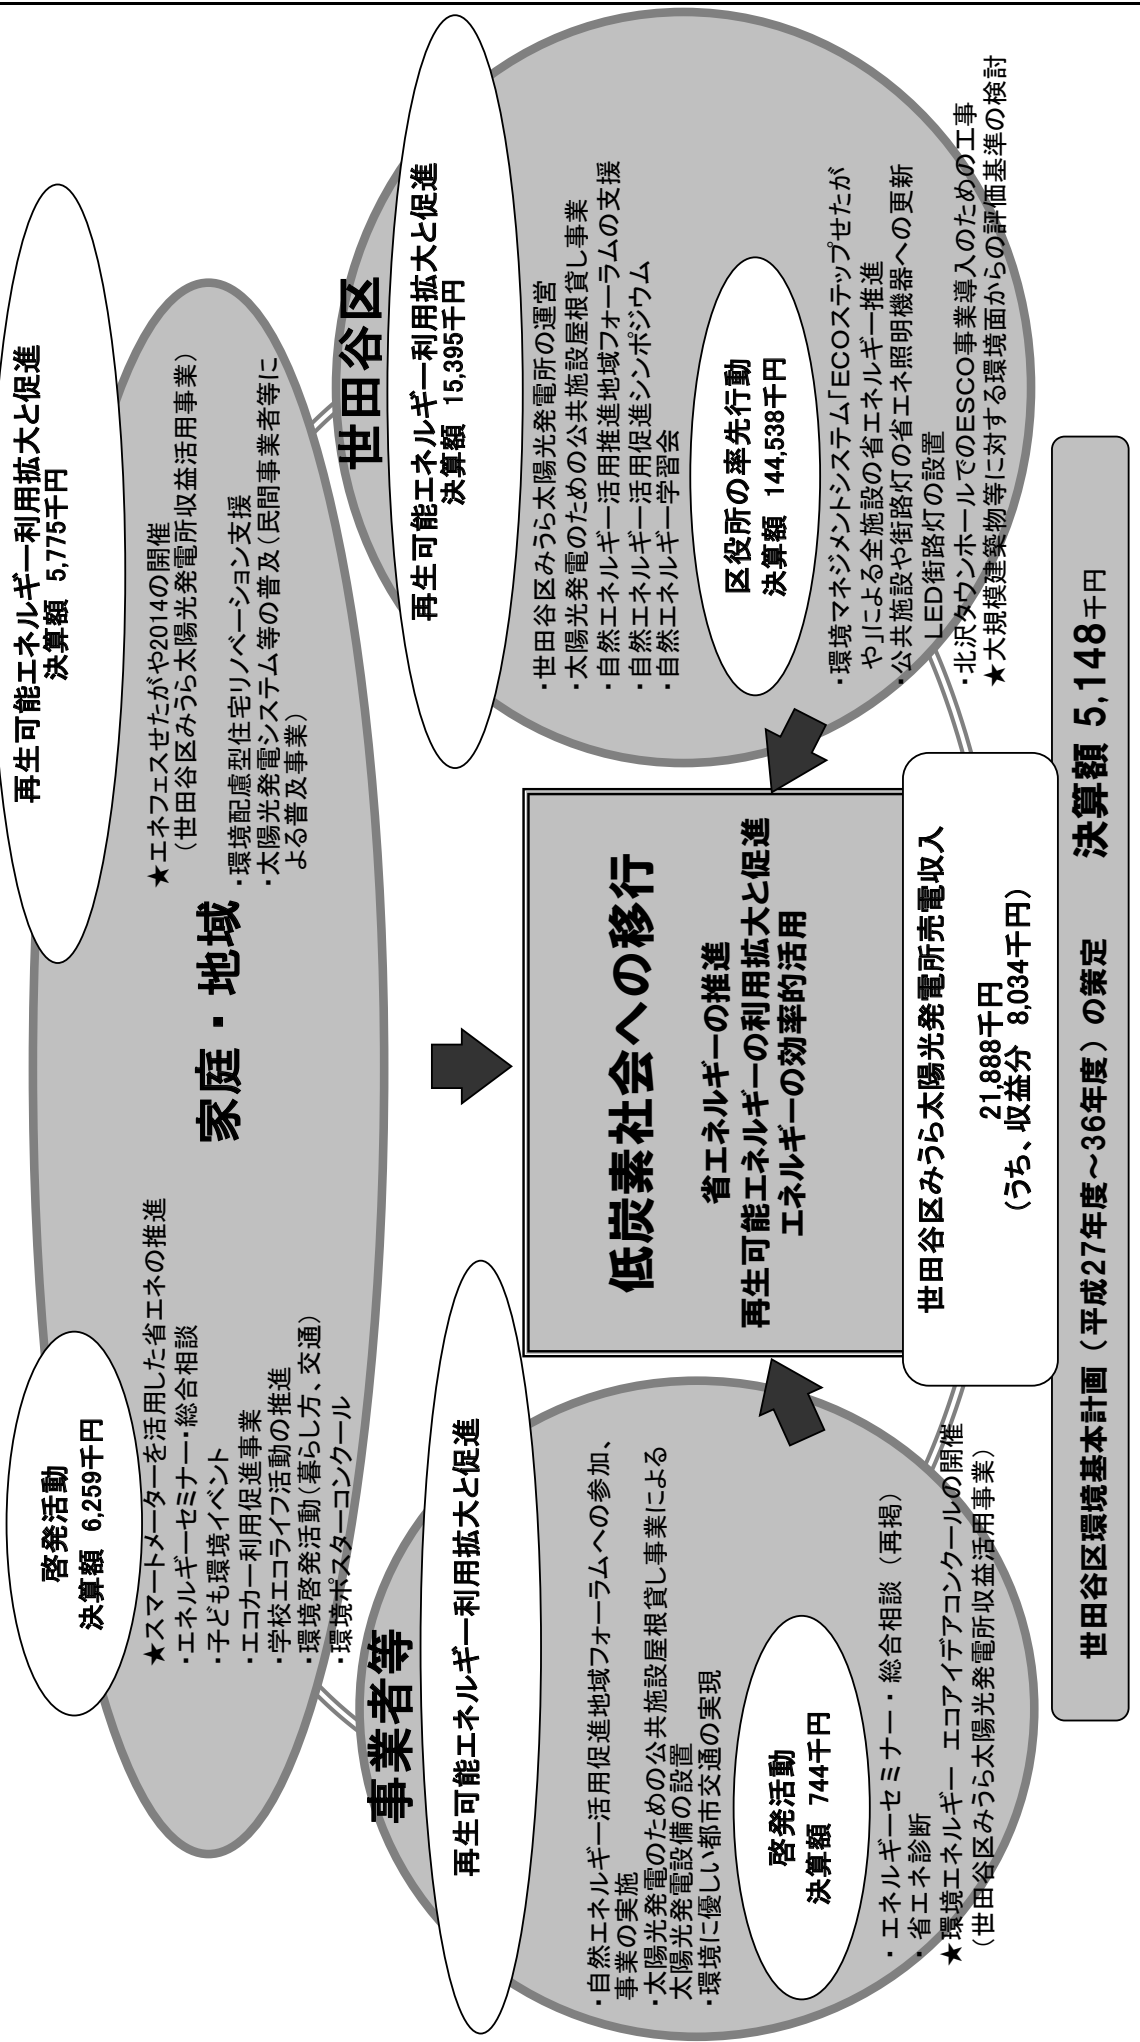 家庭・地域
啓発活動
決算額 6,259千円
★スマートメーターを活用した省エネの推進
・エネルギーセミナー・総合相談
・子ども環境イベント
・エコカー利用促進事業
・学校エコライフ活動の推進
・環境啓発活動（暮らし方、交通）
・環境ポスターコンクール
再生可能エネルギー利用拡大と促進
決算額 5,775千円
★エネフェスせたがや2014の開催
（世田谷区みうら太陽光発電所収益活用事業）
・環境配慮型住宅リノベーション支援
・太陽光発電システム等の普及（民間事業者等に
よる普及事業）
事業者等
再生可能エネルギー利用拡大と促進
・自然エネルギー活用促進地域フォーラムへの参加、
事業の実施
・太陽光発電のための公共施設屋根貸し事業による
太陽光発電設備の設置
・環境に優しい都市交通の実現
啓発活動
決算額 744千円
・エネルギーセミナー・総合相談（再掲）
・省エネ診断
★環境エネルギー エコアイデアコンクールの開催
（世田谷区みうら太陽光発電所収益活用事業）
低炭素社会への移行
省エネルギーの推進
再生可能エネルギーの利用拡大と促進
エネルギーの効率的活用
世田谷区みうら太陽光発電所売電収入
21,888千円
（うち、収益分 8,034千円）
世田谷区
再生可能エネルギー利用拡大と促進
決算額 15,395千円
・世田谷区みうら太陽光発電所の運営
・太陽光発電のための公共施設屋根貸し事業
・自然エネルギー活用推進地域フォーラムの支援
・自然エネルギー活用促進シンポジウム
・自然エネルギー学習会
区役所の率先行動
決算額 144,538千円
・環境マネジメントシステム「ECOステップせたが
や」による全施設の省エネルギー推進
・公共施設や街路灯の省エネ照明機器への更新
LED街路灯の設置
・北沢タウンホールでのESCO事業導入のための工事
★大規模建築物等に対する環境面からの評価基準の検討
世田谷区環境基本計画（平成27年度～36年度）の策定 決算額 5,148千円